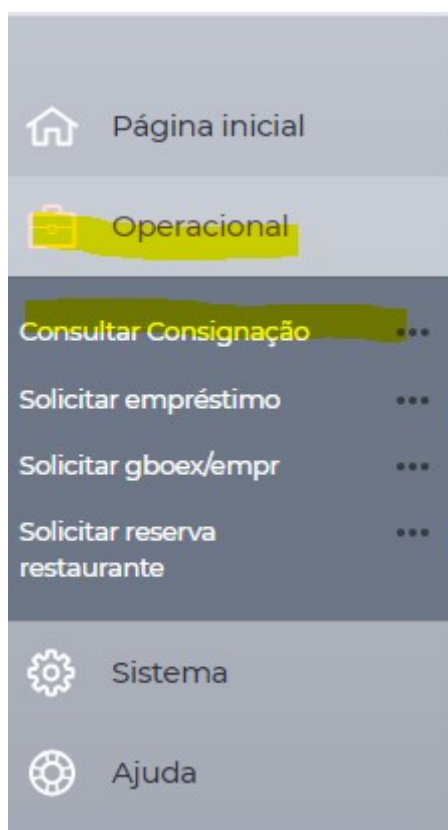 Página inicial
Operacional
Consultar Consignação
Solicitar empréstimo
Solicitar gboex/empr
Solicitar reserva
restaurante
Sistema
Ajuda